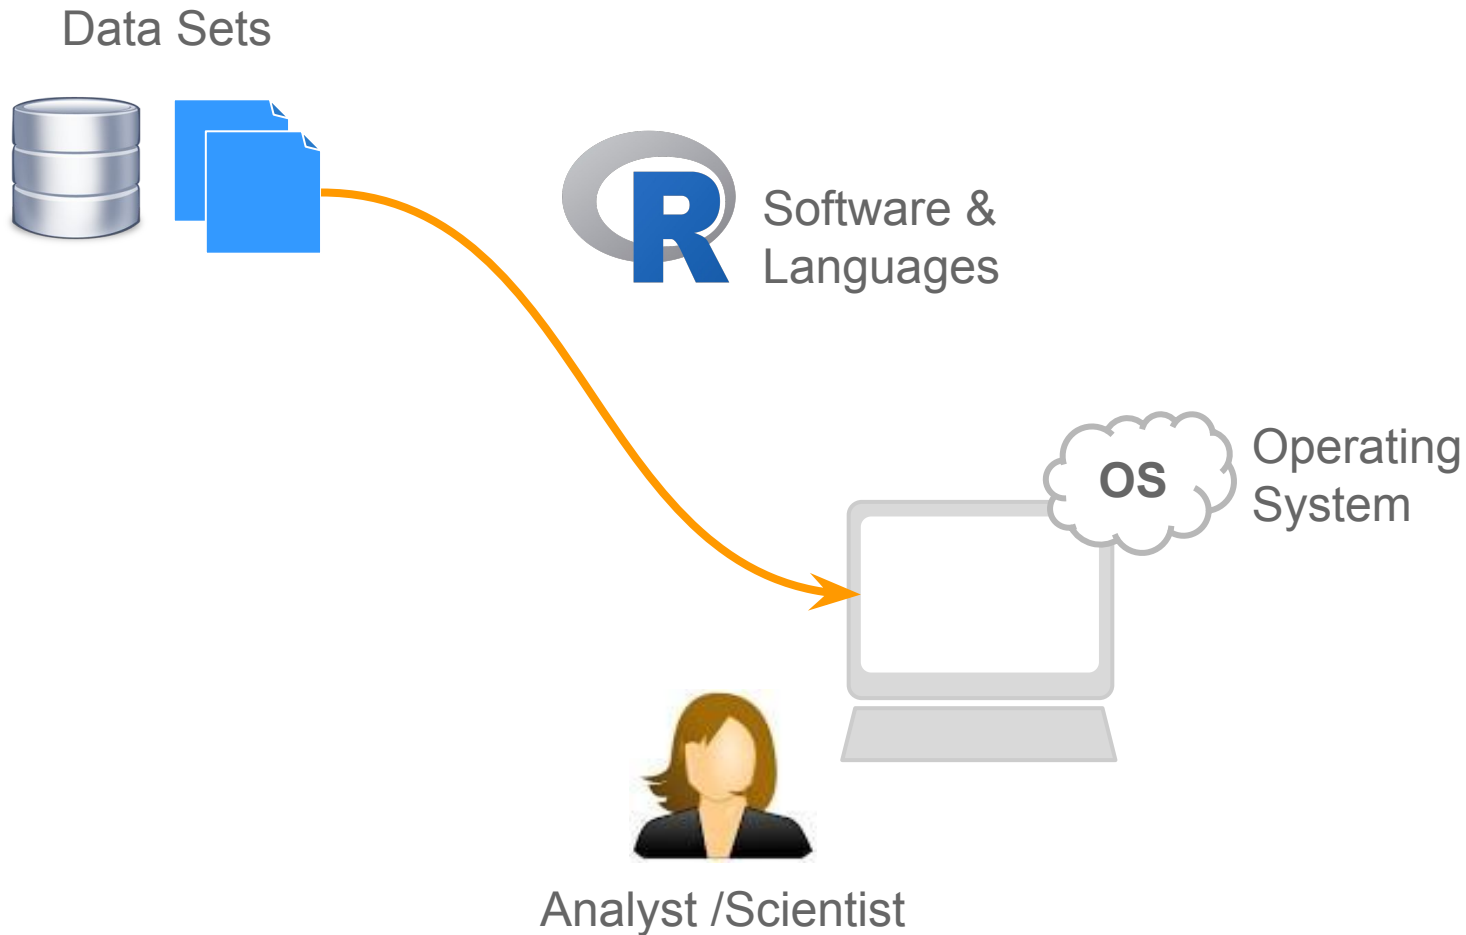 Data Sets
R
Software &
Languages
OS
Operating
System
Analyst /Scientist